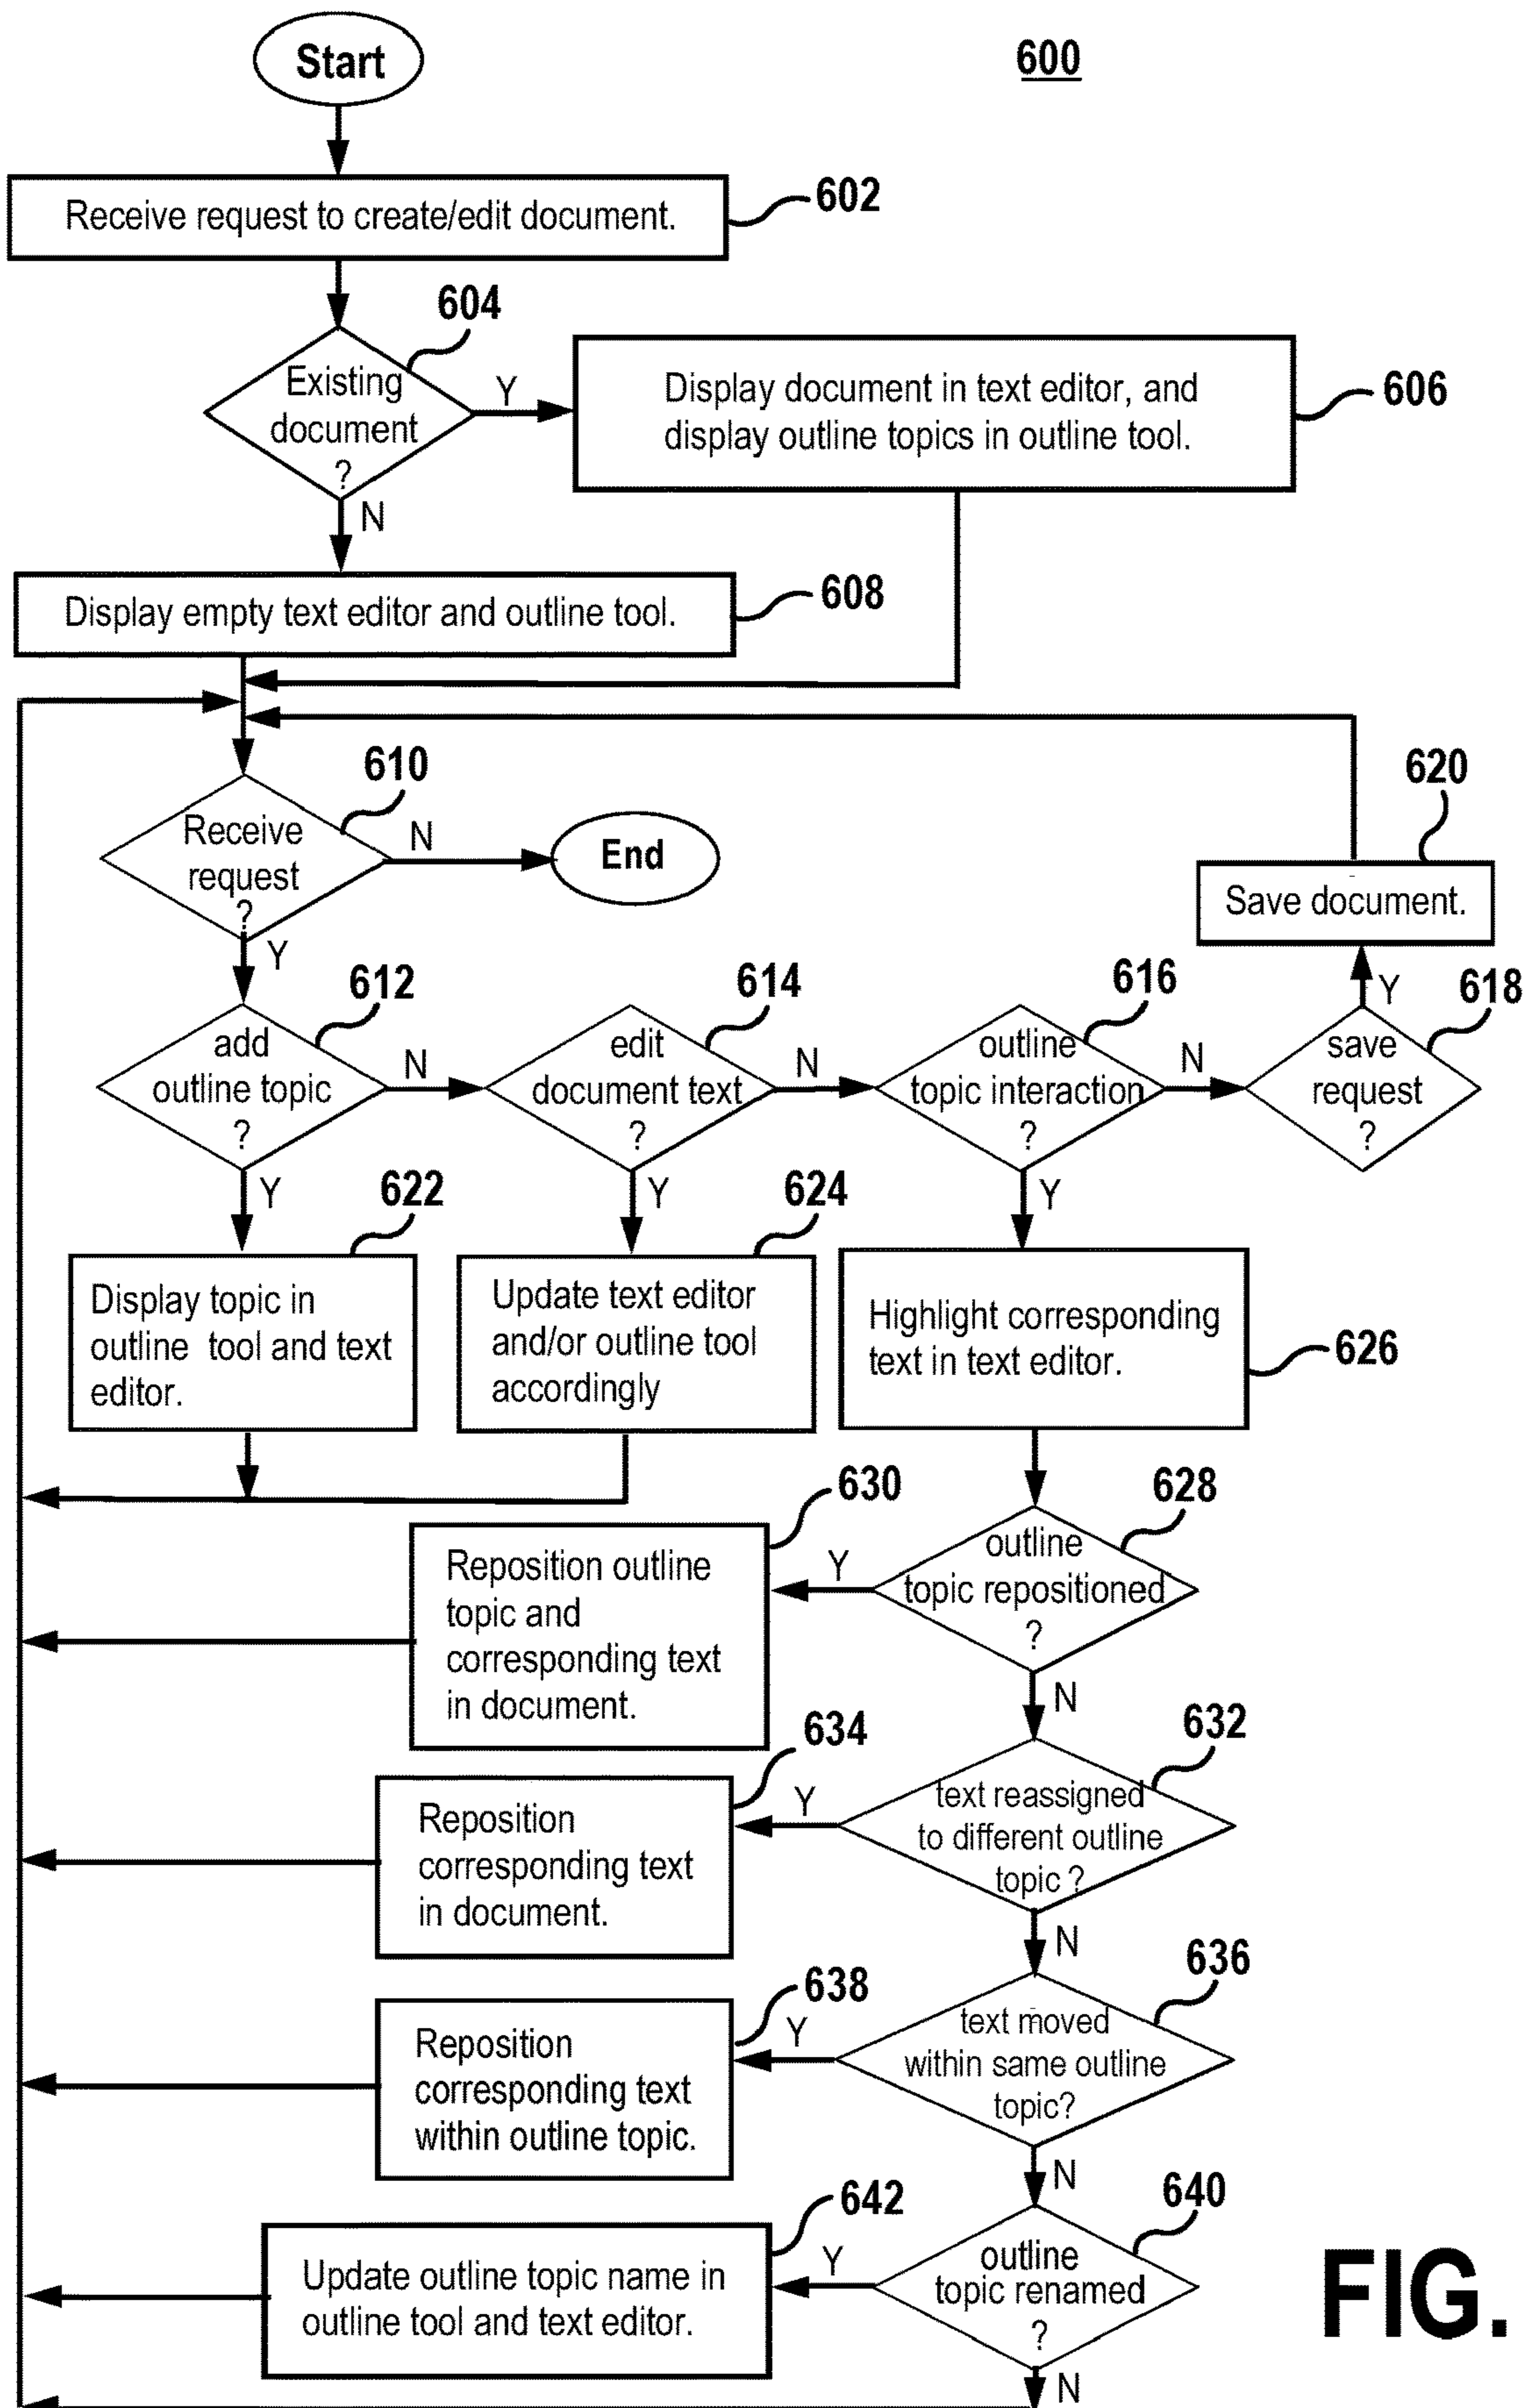 Start
600
Receive request to create/edit document.
602
604
Existing
document
?
Y
N
Display document in text editor, and
display outline topics in outline tool.
606
Display empty text editor and outline tool.
608
610
Receive
request
?
N
Y
End
620
Save document.
Y
612
add
outline topic
?
N
Y
614
edit
document text
?
N
Y
616
outline
topic interaction
?
N
Y
618
save
request
?
622
Display topic in
outline tool and text
editor.
624
Update text editor
and/or outline tool
accordingly
Highlight corresponding
text in text editor.
626
630
Reposition outline
topic and
corresponding text
in document.
Y
628
outline
topic repositioned
?
N
634
Reposition
corresponding text
in document.
Y
632
text reassigned
to different outline
topic ?
N
638
Reposition
corresponding text
within outline topic.
Y
636
text moved
within same outline
topic?
N
642
Update outline topic name in
outline tool and text editor.
Y
640
outline
topic renamed
?
N
FIG.